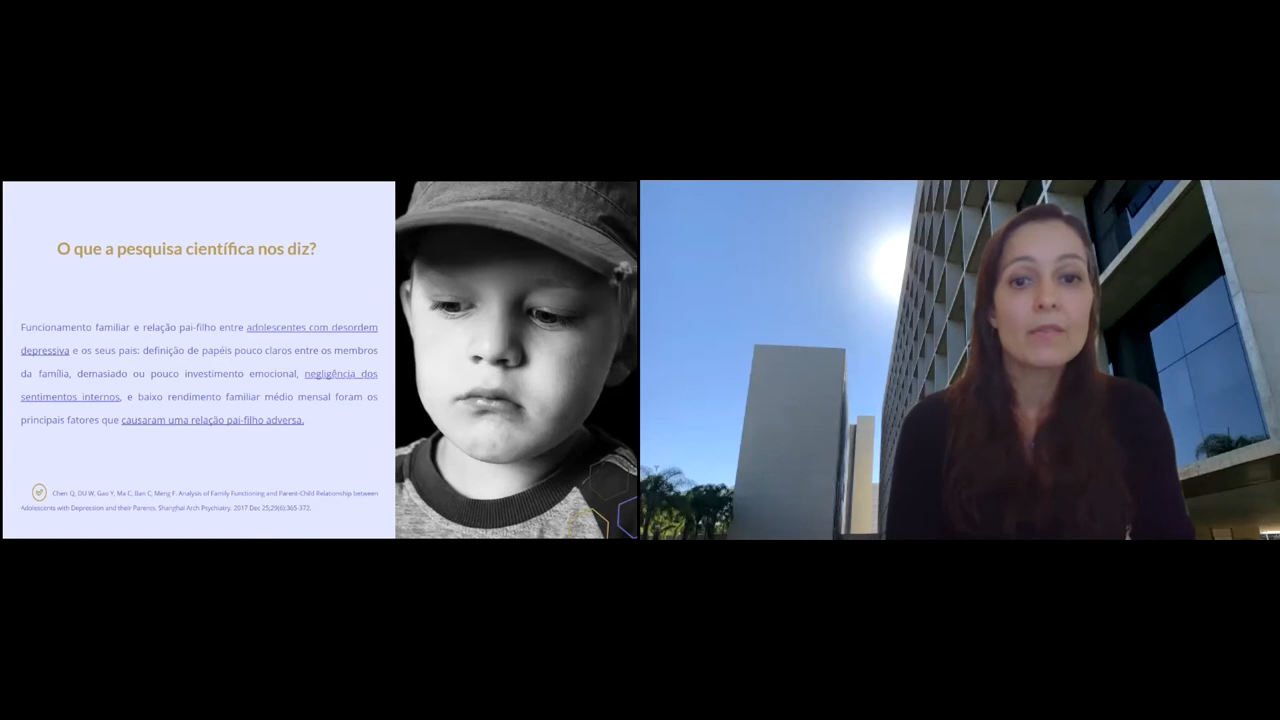 O que a pesquisa científica nos diz?
Funcionamento familiar e relação pai-filho entre adolescentes com desordem
depressiva e os seus pais: definição de papéis pouco claros entre os membros
da família, demasiado ou pouco investimento emocional, negligência dos
sentimentos internos, e baixo rendimento familiar médio mensal foram os
principais fatores que causaram uma relação pai-filho adversa.
Chen Q, DU W, Gao Y, Ma C, Ban C, Meng F. Analysis of Family Functioning and Parent-Child Relationship between
Adolescents with Depression and their Parents. Shanghai Arch Psychiatry. 2017 Dec 25;29(6):365-372.